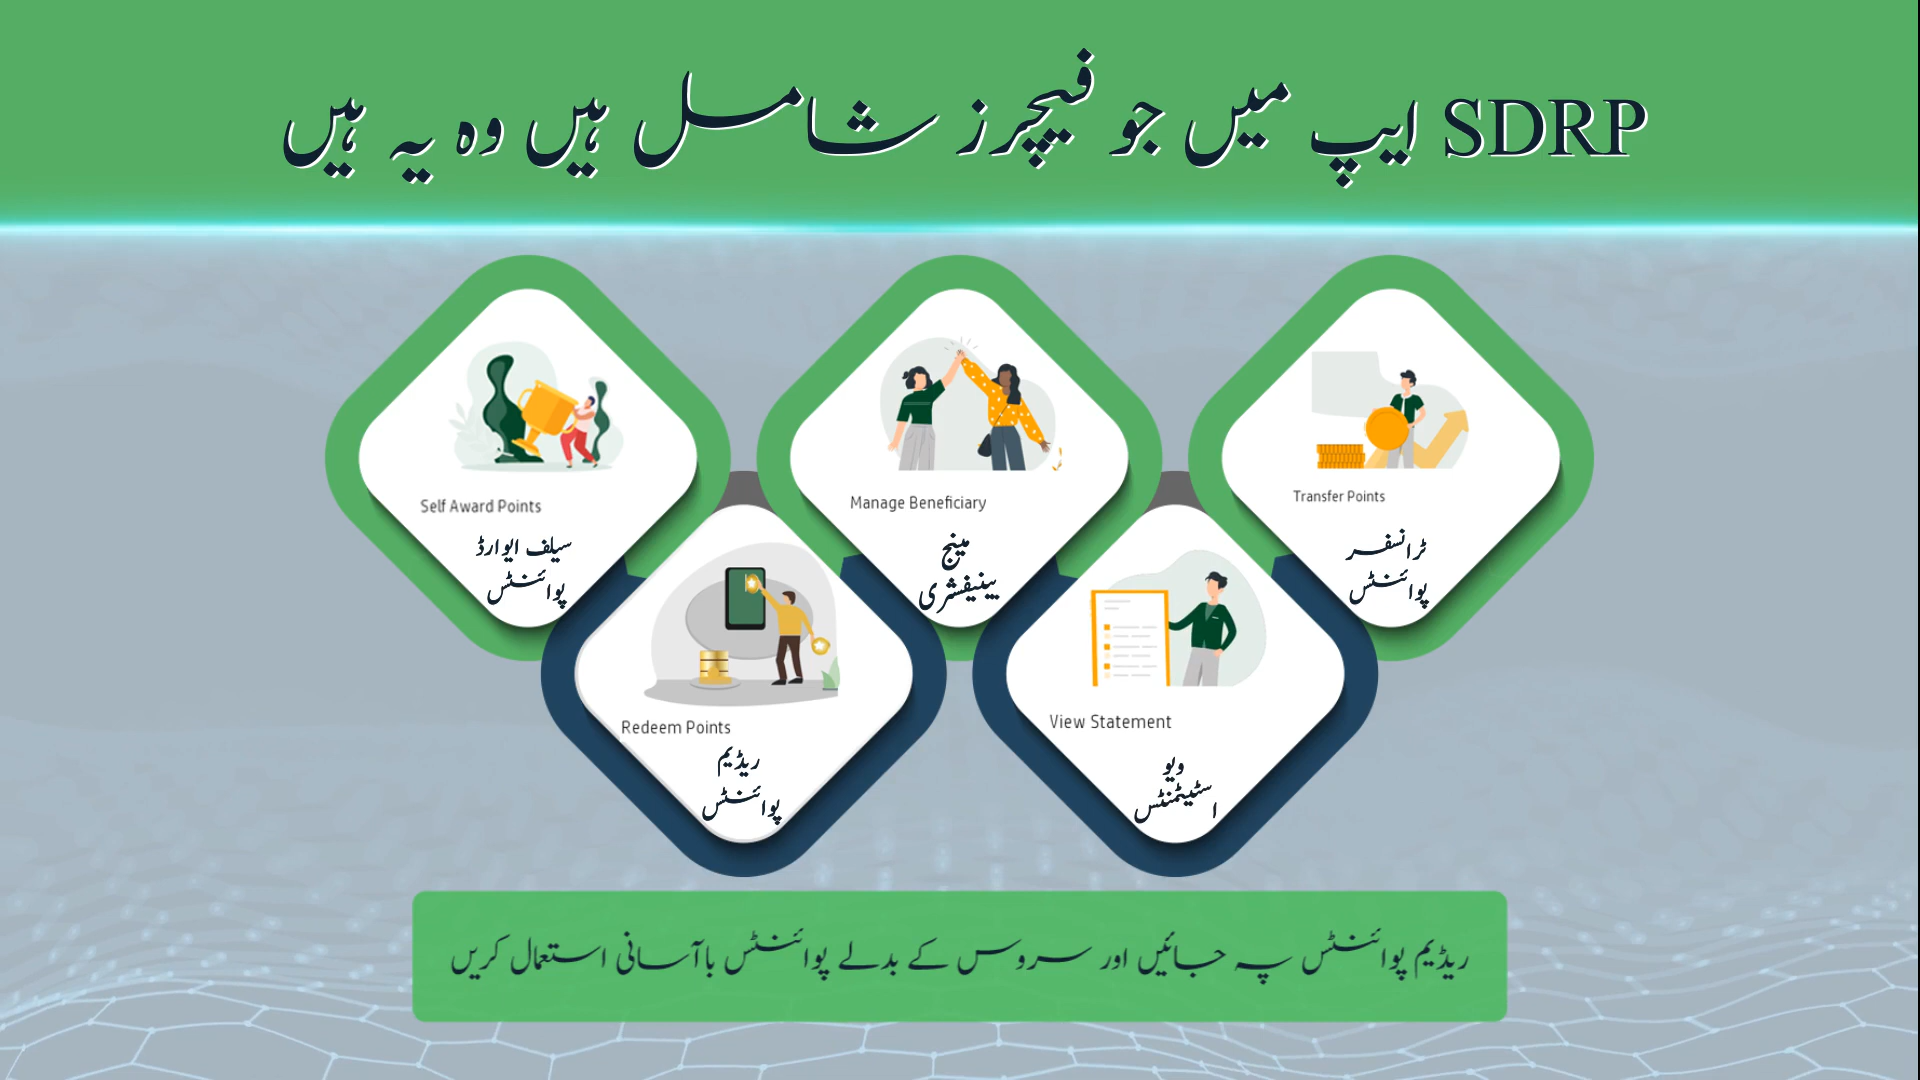 SDRP ایپ میں جو فیچرز شامل ہیں وہ یہ ہیں
Self Award Points
سیلف ایوارڈ
پوائنٹس
Manage Beneficiary
مینج
بینیفشری
Transfer Points
ٹرانسفر
پوائنٹس
Redeem Points
ریڈیم
پوائنٹس
View Statement
ویو
اسٹیٹمنٹس
ریڈیم پوائنٹس پہ جائیں اور سروس کے بدلے پوائنٹس باآسانی استعمال کریں